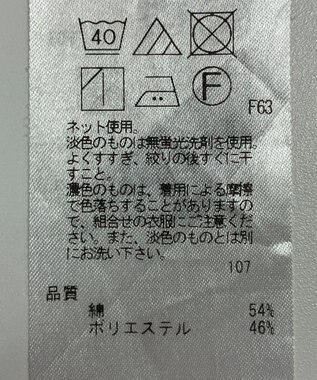 40
F
F63
ネット使用。
淡色のものは無蛍光洗剤を使用。
よくすすぎ、絞りの後すぐに干
すこと。
濃色のものは、着用による摩擦
で色落ちすることがありますの
で、組合せの衣服にご注意くだ
さい。また、淡色のものとは別
にお洗い下さい。
107
品質
綿 54%
ポリエステル 46%